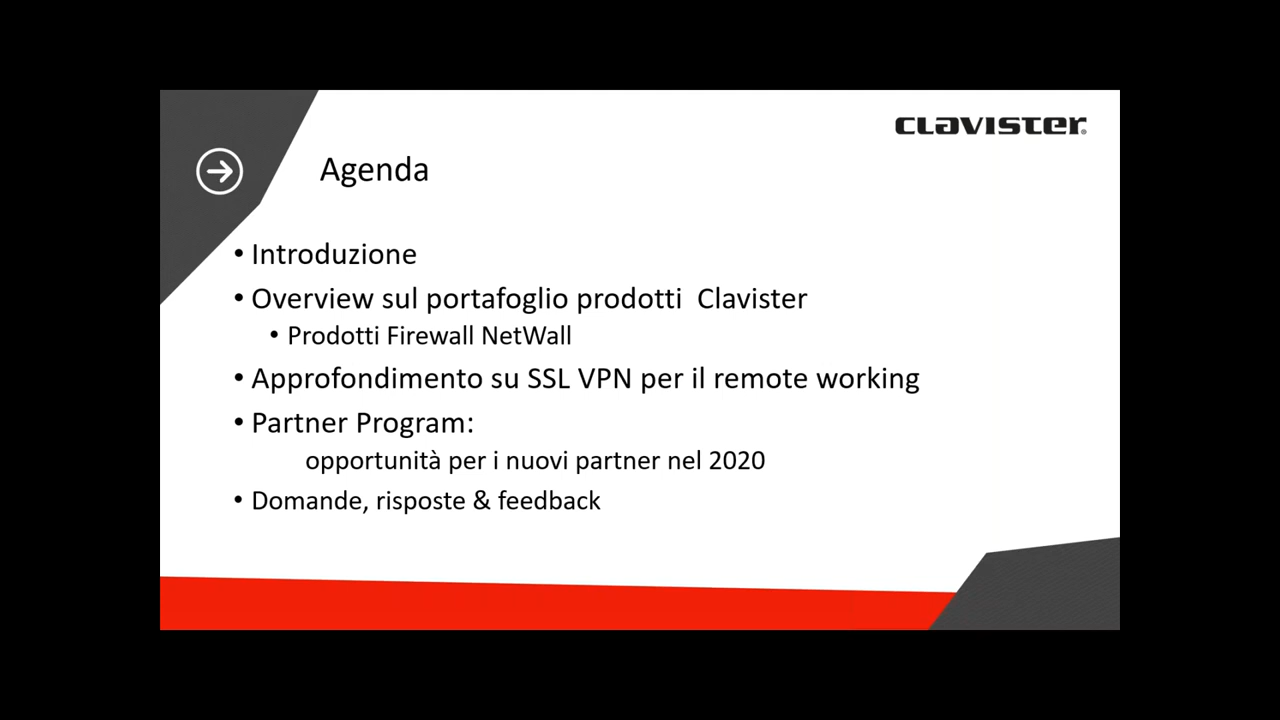 CLAVISTER®
Agenda
• Introduzione
• Overview sul portafoglio prodotti  Clavister
• Prodotti Firewall NetWall
• Approfondimento su SSL VPN per il remote working
• Partner Program:
opportunità per i nuovi partner nel 2020
• Domande, risposte & feedback